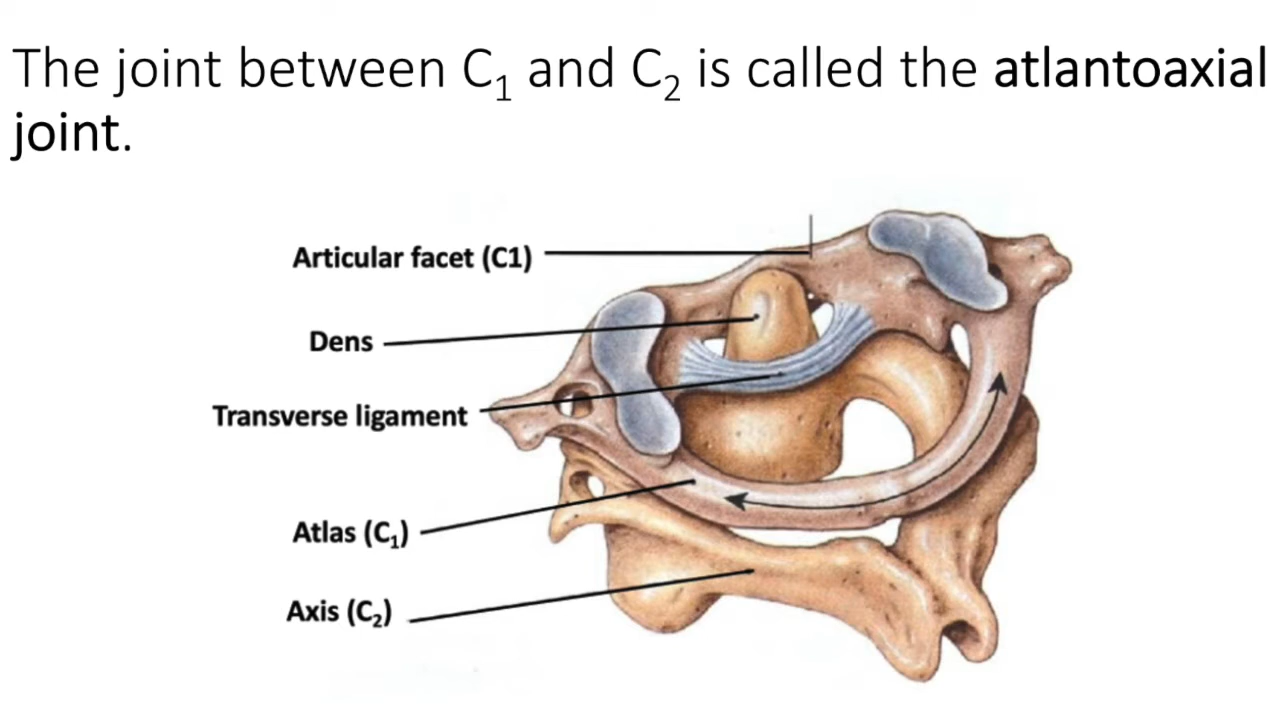 The joint between C₁ and C₂ is called the atlantoaxial
joint.
Articular facet (C1)
Dens
Transverse ligament
Atlas (C₁)
Axis (C₂)